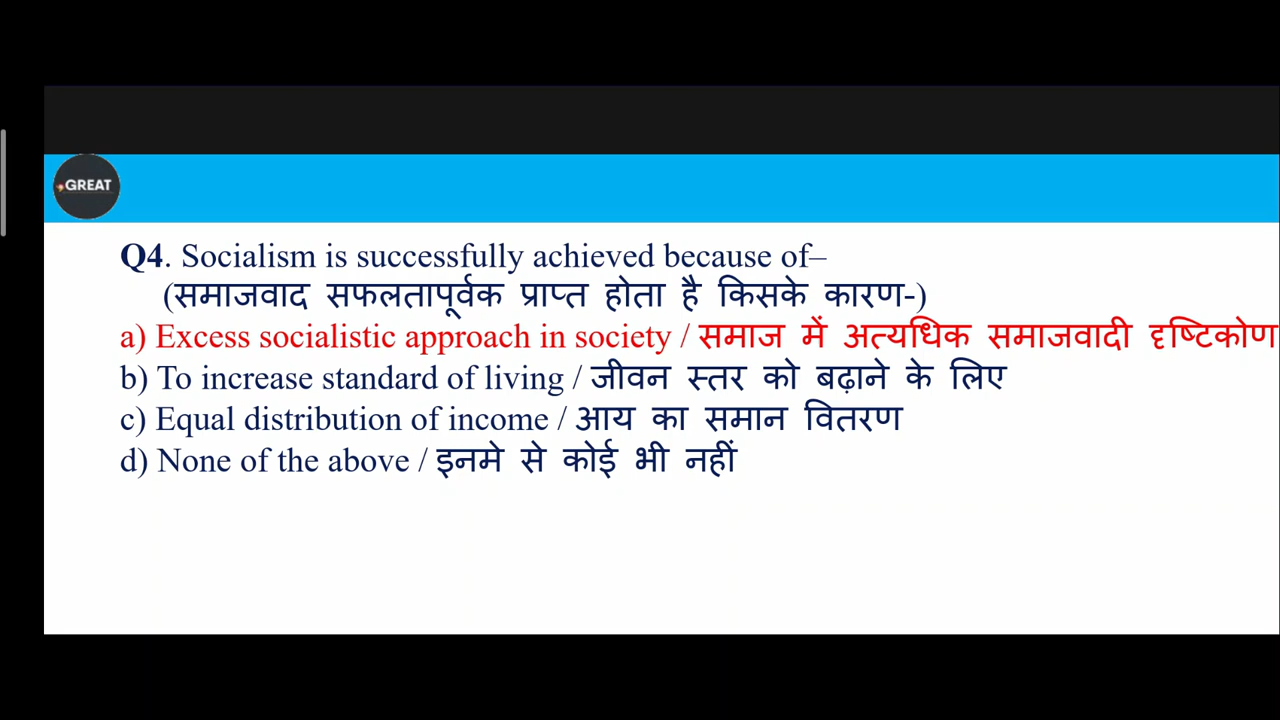 GREAT
Q4. Socialism is successfully achieved because of–
(समाजवाद सफलतापूर्वक प्राप्त होता है किसके कारण-)
a) Excess socialistic approach in society / समाज में अत्यधिक समाजवादी दृष्टिकोण
b) To increase standard of living / जीवन स्तर को बढ़ाने के लिए
c) Equal distribution of income / आय का समान वितरण
d) None of the above / इनमे से कोई भी नहीं